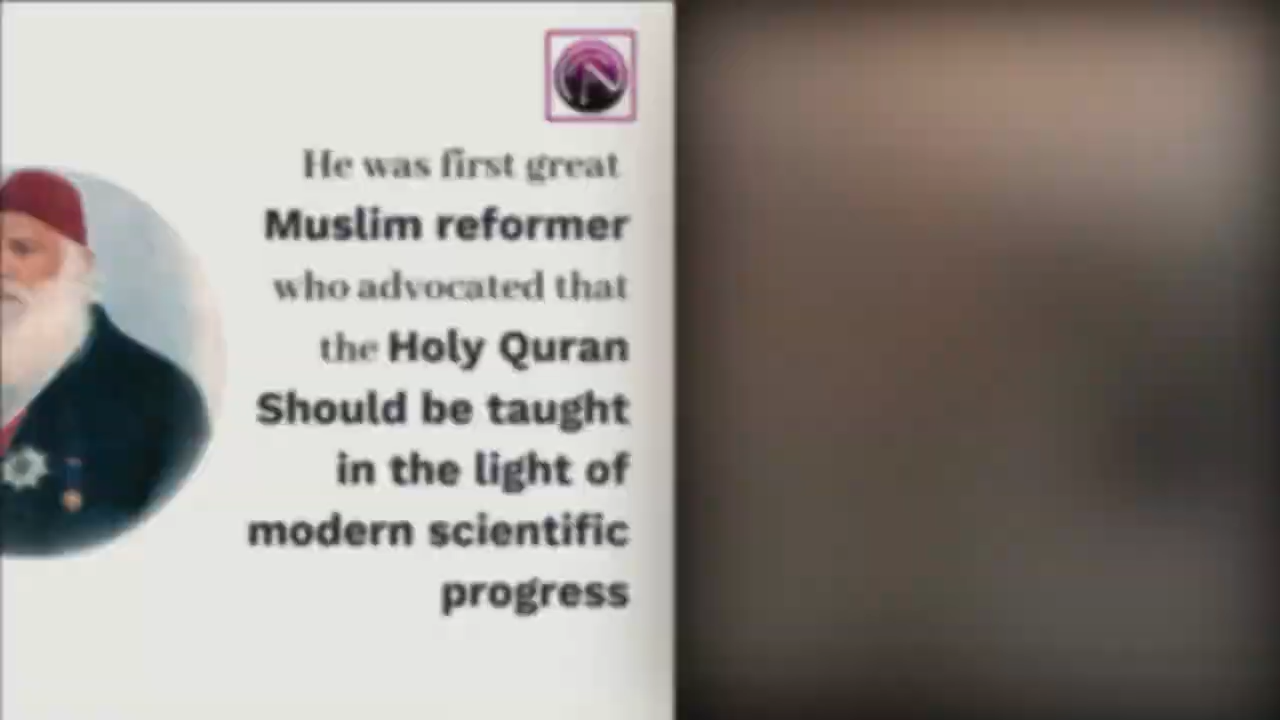 He was first great
Muslim reformer
who advocated that
the Holy Quran
Should be taught
in the light of
modern scientific
progress